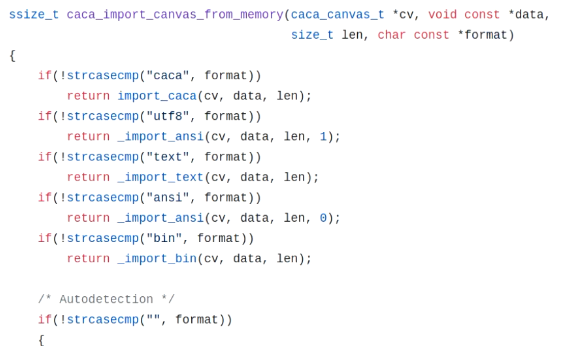 ssize_t caca_import_canvas_from_memory(caca_canvas_t *cv, void const *data,
                                       size_t len, char const *format)
{
    if(!strcasecmp("caca", format))
        return import_caca(cv, data, len);
    if(!strcasecmp("utf8", format))
        return _import_ansi(cv, data, len, 1);
    if(!strcasecmp("text", format))
        return _import_text(cv, data, len);
    if(!strcasecmp("ansi", format))
        return _import_ansi(cv, data, len, 0);
    if(!strcasecmp("bin", format))
        return _import_bin(cv, data, len);

    /* Autodetection */
    if(!strcasecmp("", format))
    {